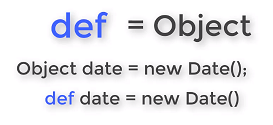 def = Object
Object date = new Date();
def date = new Date()